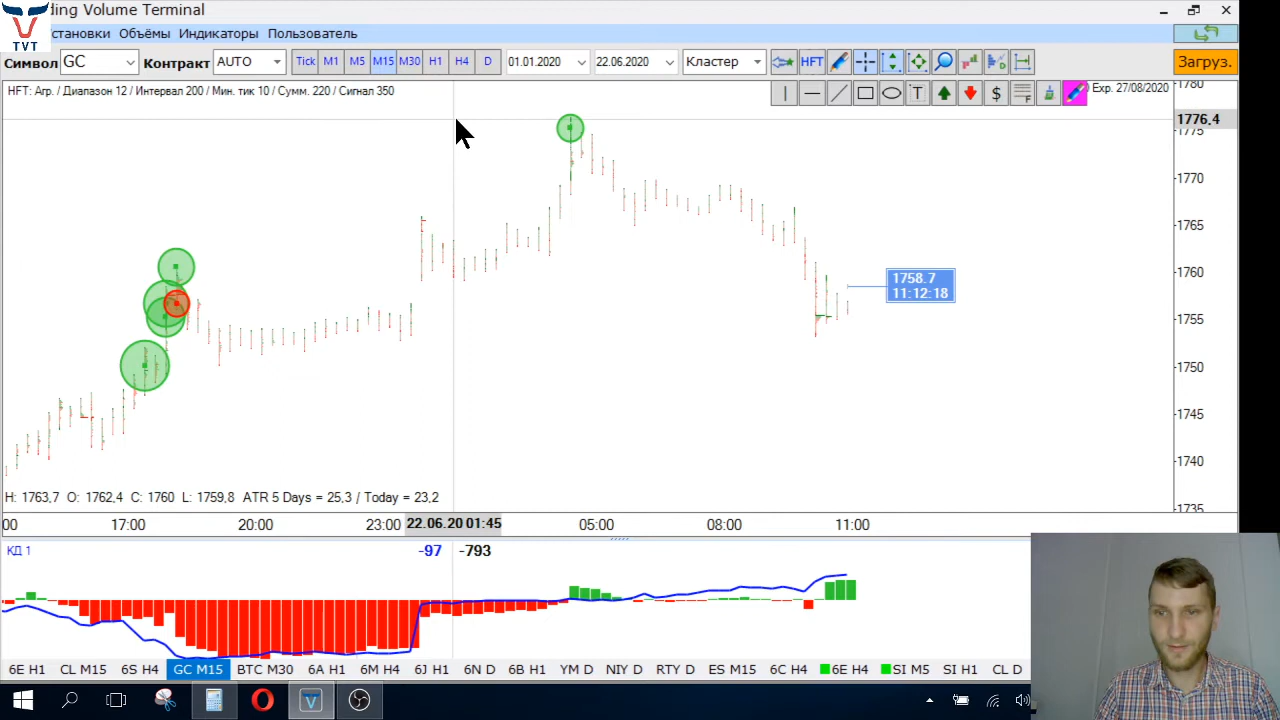 ding Volume Terminal
TVT
становки Объёмы Индикаторы Пользователь
Символ GC Контракт AUTO Tick M1 M5 M15 M30 H1 H4 D 01.01.2020 22.06.2020 Кластер HFT Загруз.
HFT: Агр. / Диапазон 12 / Интервал 200 / Мин. тик 10 / Сумм. 220 / Сигнал 350
T $ F
Exp. 27/08/2020
1780
1776,4
1775
1770
1765
1760
1755
1750
1745
1740
1735
1758.7
11:12:18
H: 1763,7 O: 1762,4 C: 1760 L: 1759,8 ATR 5 Days = 25,3 / Today = 23,2
00 17:00 20:00 23:00 22.06.20 01:45 05:00 08:00 11:00
КД 1 -97 -793
6E H1 CL M15 6S H4 GC M15 BTC M30 6A H1 6M H4 6J H1 6N D 6B H1 YM D NIY D RTY D ES M15 6C H4 6E H4 SI M5 SI H1 CL D